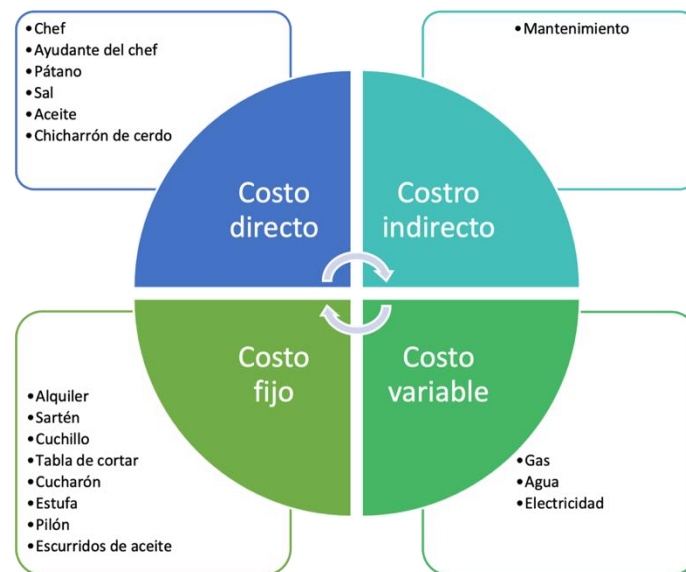 •Chef
•Ayudante del chef
•Pátano
•Sal
•Aceite
•Chicharrón de cerdo
•Mantenimiento
Costo
directo
Costro
indirecto
Costo
fijo
Costo
variable
•Alquiler
•Sartén
•Cuchillo
•Tabla de cortar
•Cucharón
•Estufa
•Pilón
•Escurridos de aceite
•Gas
•Agua
•Electricidad